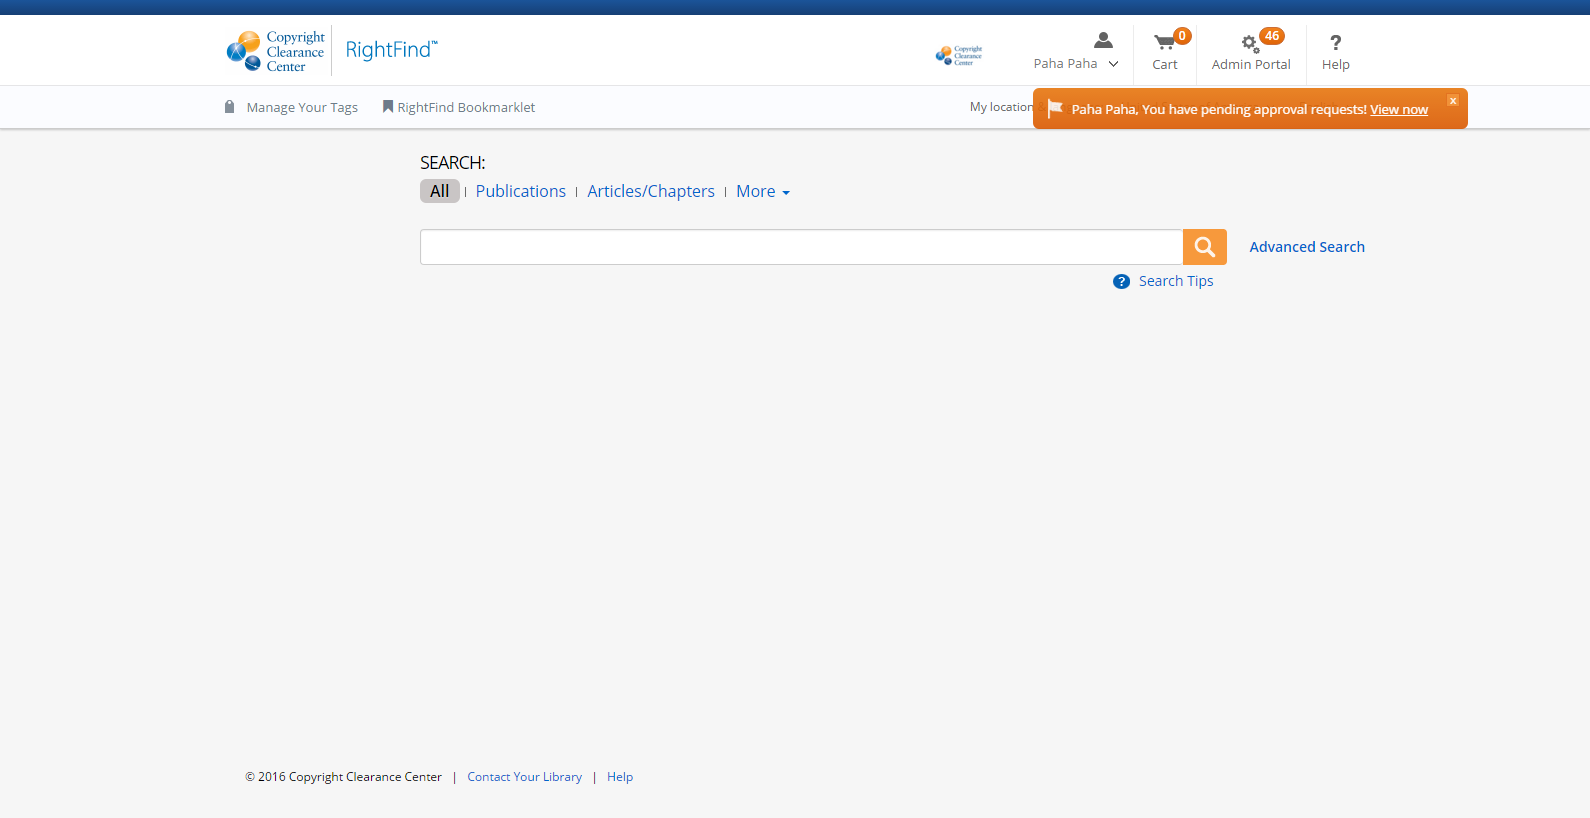 Copyright
Clearance
Center
RightFind™
Copyright
Clearance
Center
Paha Paha
0
Cart
46
Admin Portal
?
Help
Manage Your Tags
RightFind Bookmarklet
My location
Paha Paha, You have pending approval requests! View now
x
SEARCH:
All | Publications | Articles/Chapters | More
Advanced Search
? Search Tips
© 2016 Copyright Clearance Center | Contact Your Library | Help